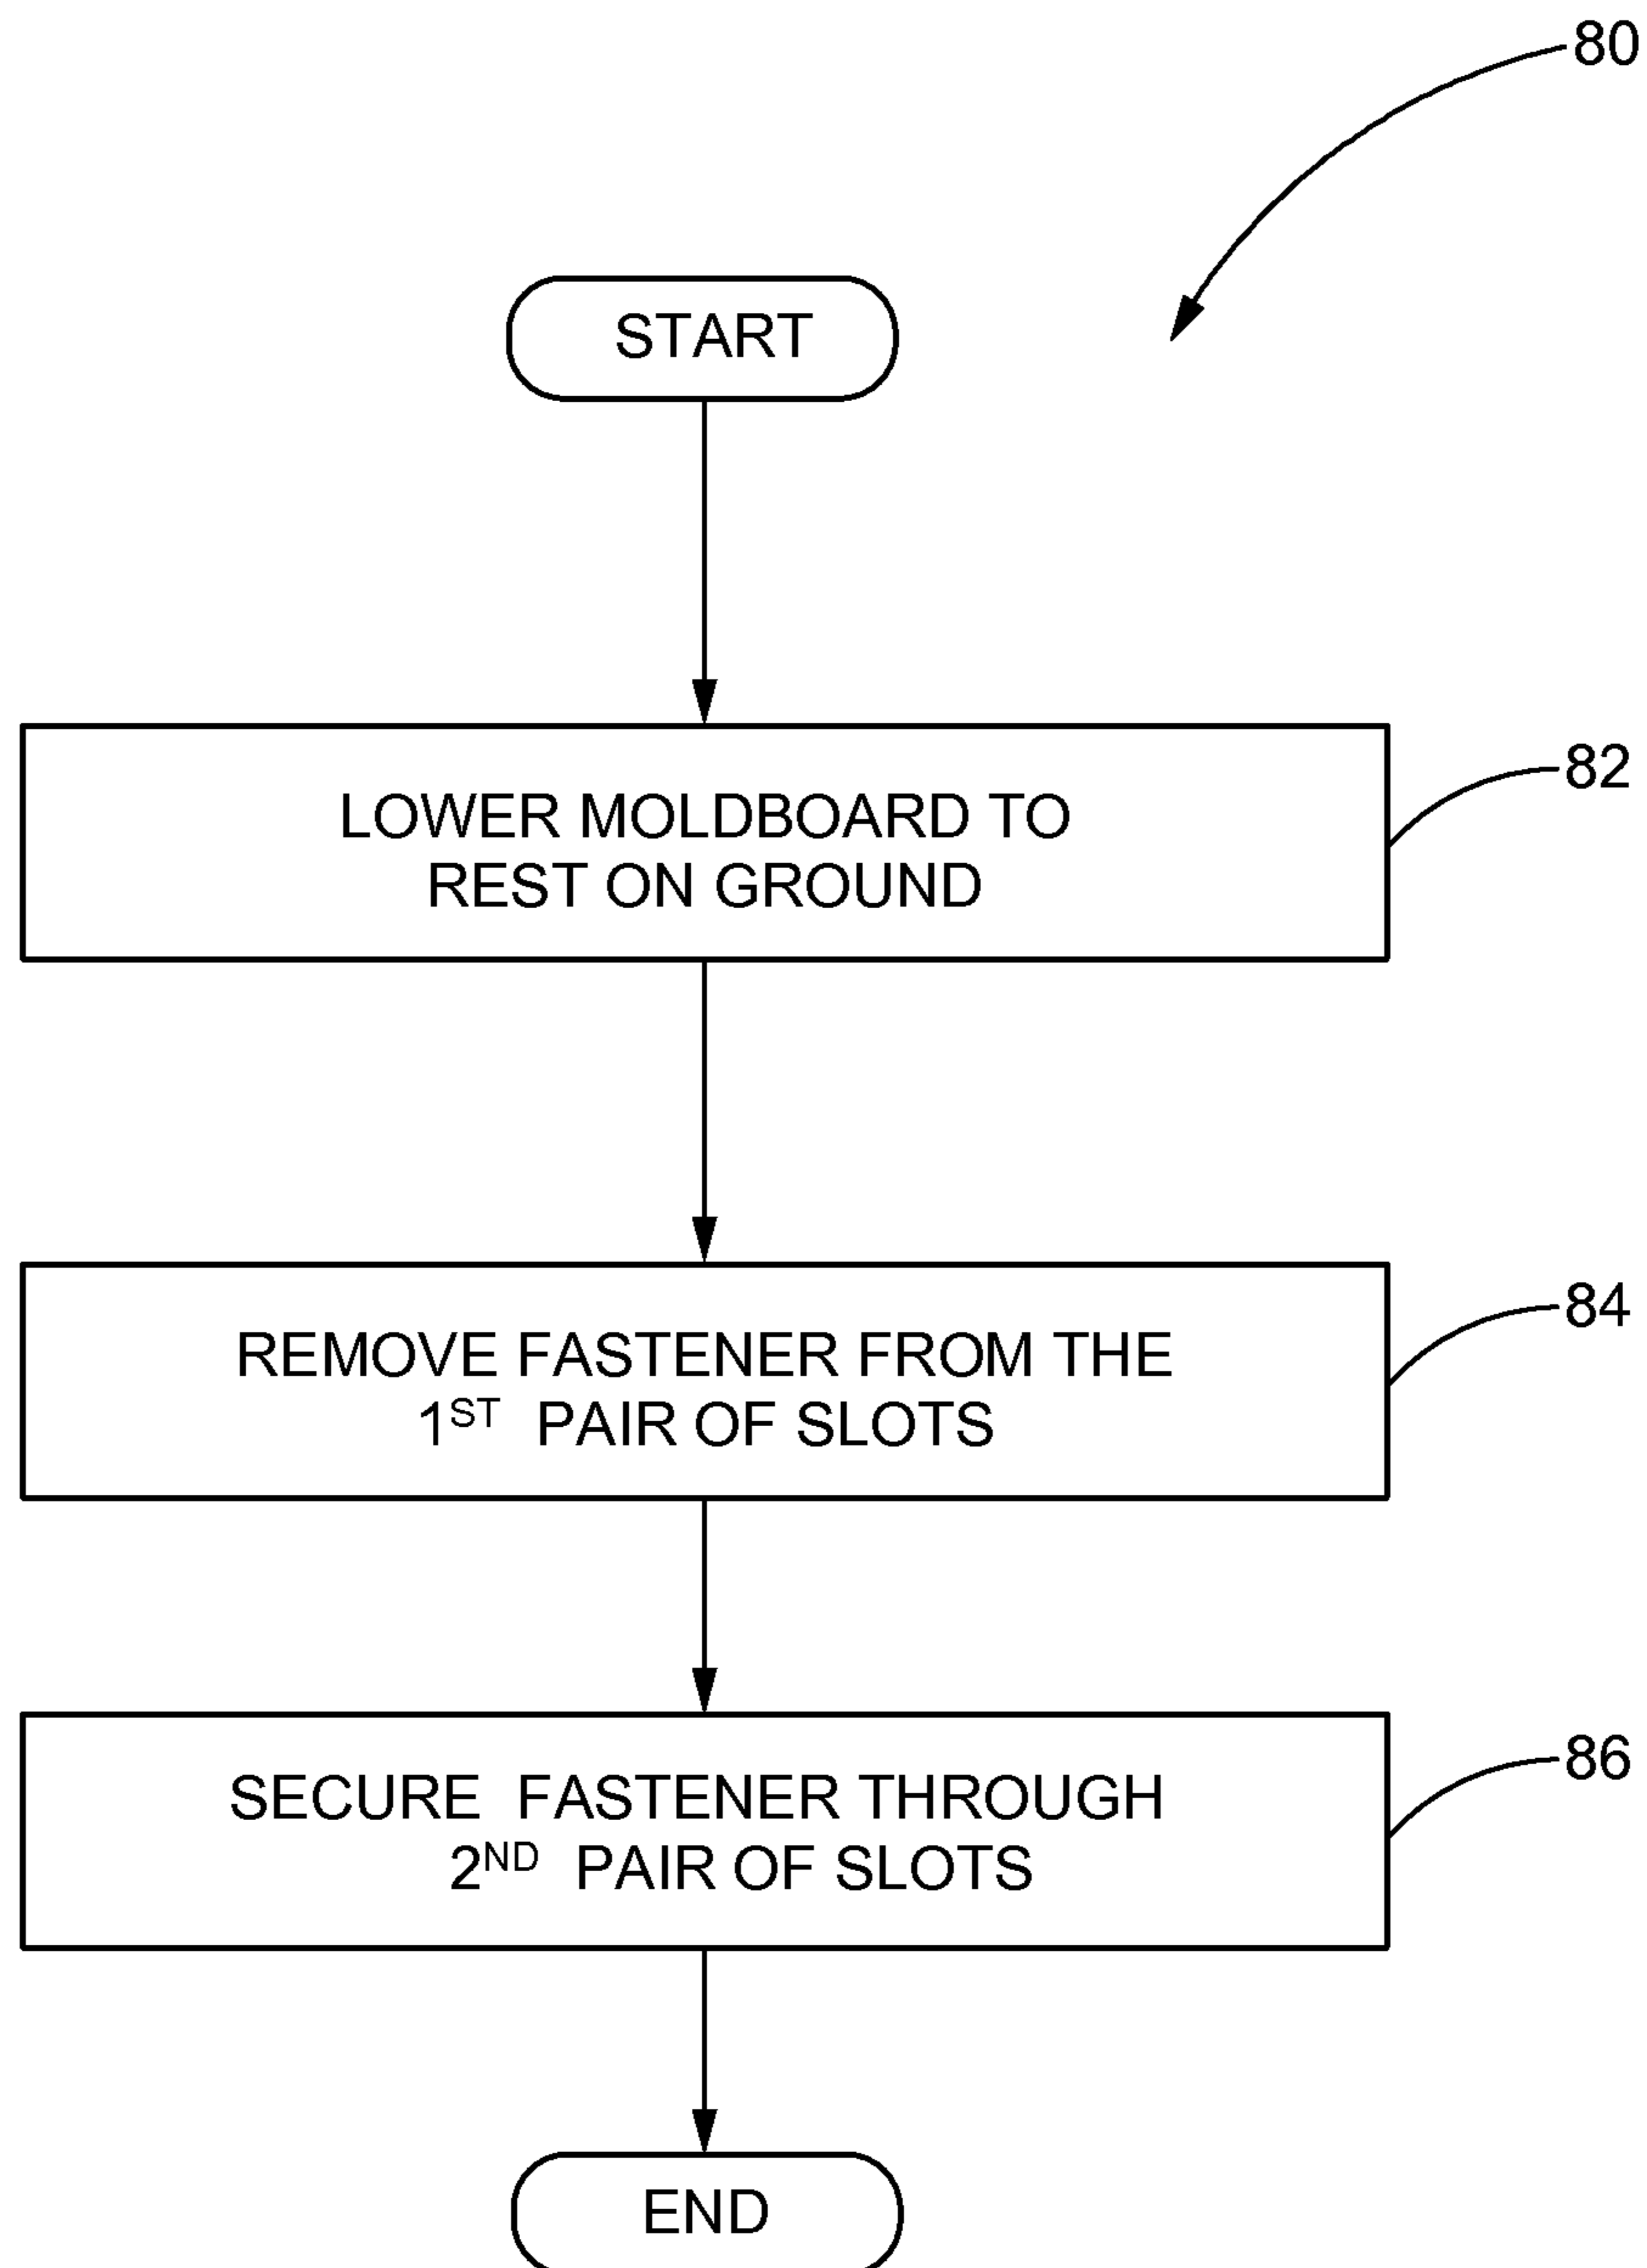 80
START
LOWER MOLDBOARD TO
REST ON GROUND
82
REMOVE FASTENER FROM THE
1ST PAIR OF SLOTS
84
SECURE FASTENER THROUGH
2ND PAIR OF SLOTS
86
END